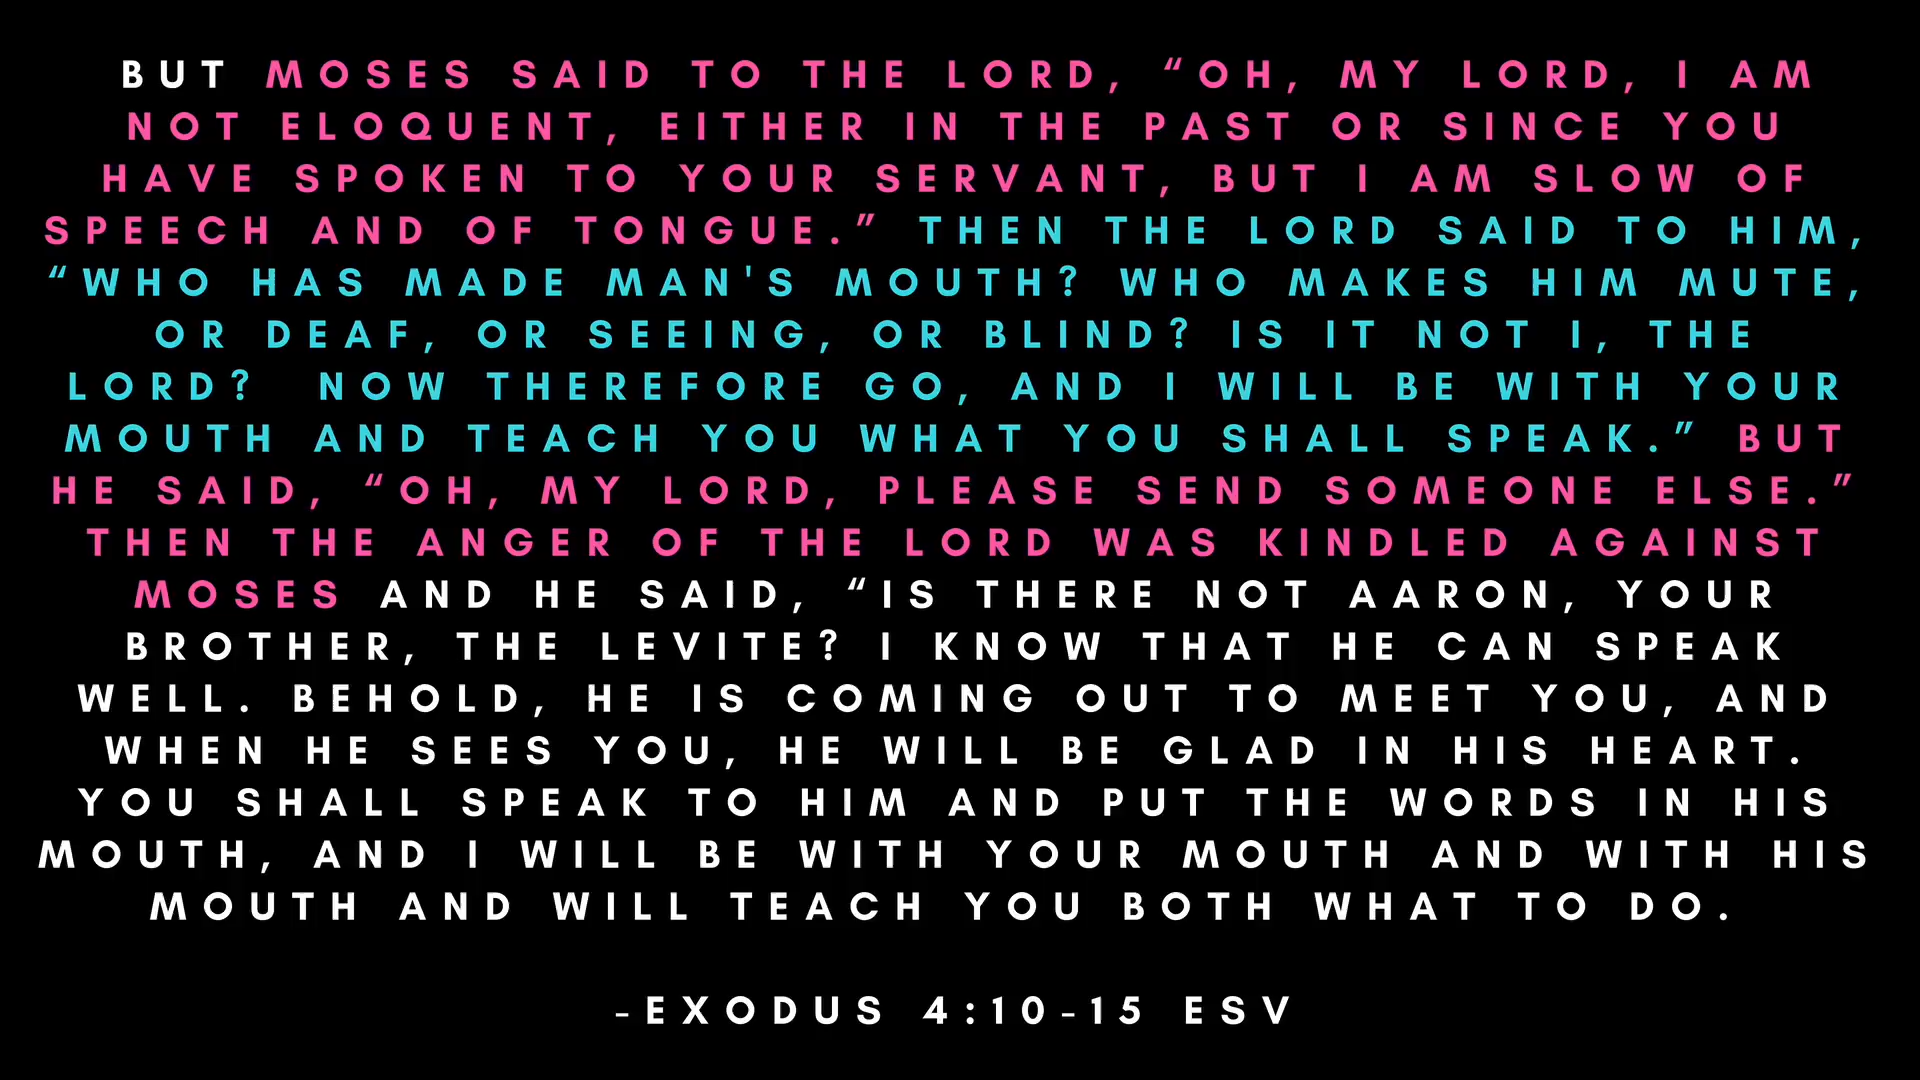 BUT MOSES SAID TO THE LORD, “OH, MY LORD, I AM
NOT ELOQUENT, EITHER IN THE PAST OR SINCE YOU
HAVE SPOKEN TO YOUR SERVANT, BUT I AM SLOW OF
SPEECH AND OF TONGUE.” THEN THE LORD SAID TO HIM,
“WHO HAS MADE MAN'S MOUTH? WHO MAKES HIM MUTE,
OR DEAF, OR SEEING, OR BLIND? IS IT NOT I, THE
LORD? NOW THEREFORE GO, AND I WILL BE WITH YOUR
MOUTH AND TEACH YOU WHAT YOU SHALL SPEAK.” BUT
HE SAID, “OH, MY LORD, PLEASE SEND SOMEONE ELSE.”
THEN THE ANGER OF THE LORD WAS KINDLED AGAINST
MOSES AND HE SAID, “IS THERE NOT AARON, YOUR
BROTHER, THE LEVITE? I KNOW THAT HE CAN SPEAK
WELL. BEHOLD, HE IS COMING OUT TO MEET YOU, AND
WHEN HE SEES YOU, HE WILL BE GLAD IN HIS HEART.
YOU SHALL SPEAK TO HIM AND PUT THE WORDS IN HIS
MOUTH, AND I WILL BE WITH YOUR MOUTH AND WITH HIS
MOUTH AND WILL TEACH YOU BOTH WHAT TO DO.
-EXODUS 4:10-15 ESV